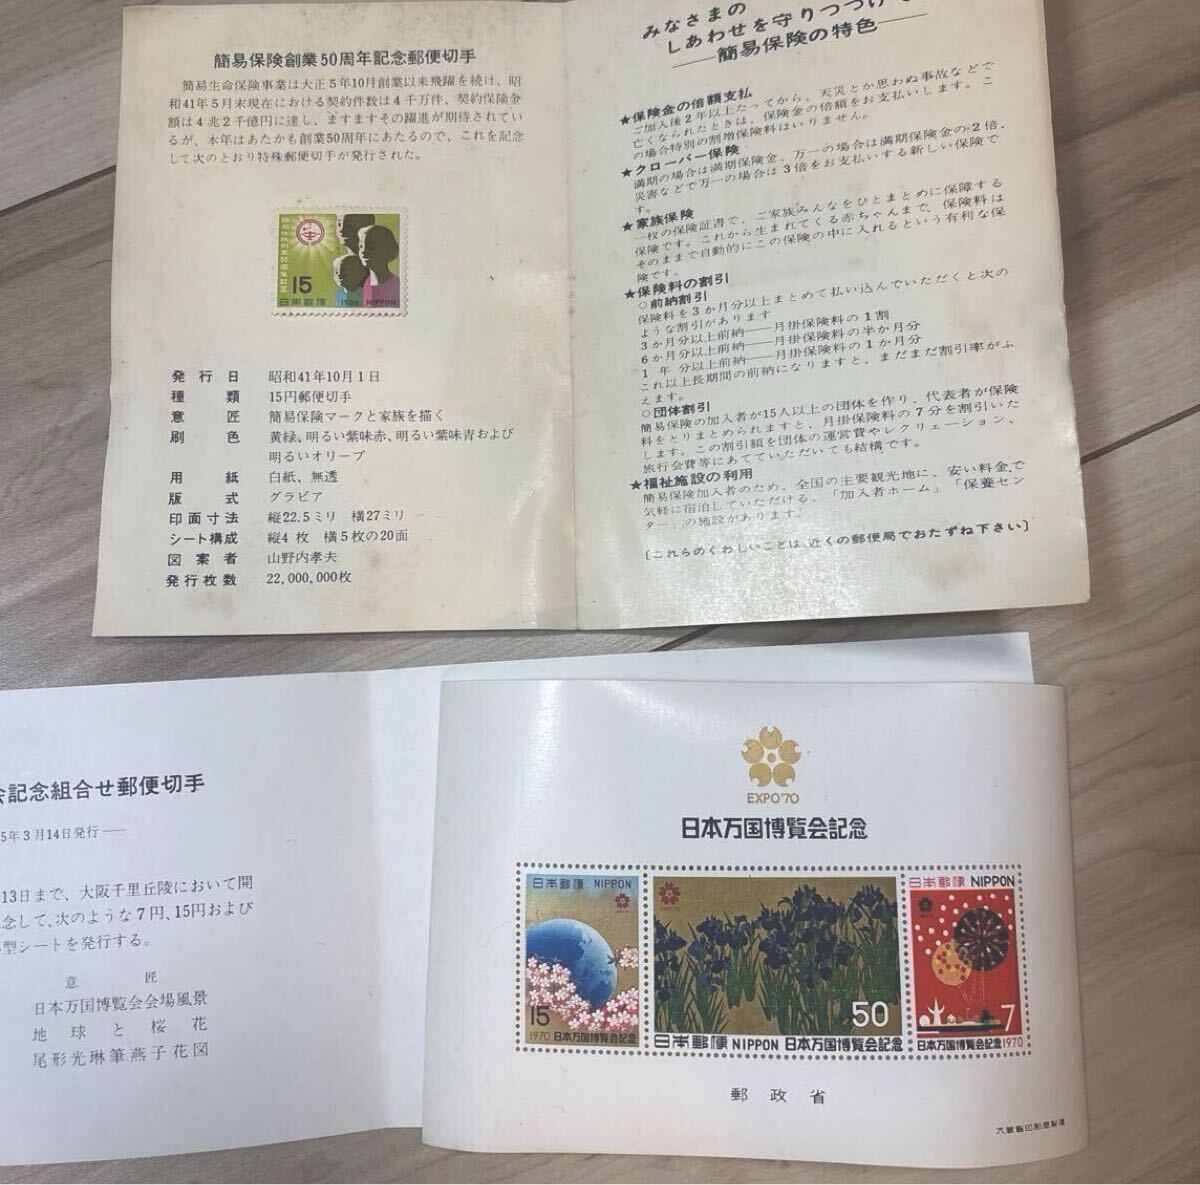 簡易保険創業50周年記念郵便切手
簡易生命保険事業は大正5年10月創業以来飛躍を続け、昭
和41年5月末現在における契約件数は4千万件、契約保険金
額は4兆2千億円に達し、ますますその躍進が期待されている
が、本年はあたかも創業50周年にあたるので、これを記念
して次のとおり特殊郵便切手が発行された。
簡易保険創業50周年記念
15
日本郵便 1966 NIPPON
発行日 昭和41年10月1日
種類 15円郵便切手
意匠 簡易保険マークと家族を描く
刷色 黄緑、明るい紫味赤、明るい紫味青および
明るいオリーブ
用紙 白紙、無透
版式 グラビア
印面寸法 縦22.5ミリ 横27ミリ
シート構成 縦4枚 横5枚の20面
図案者 山野内孝夫
発行枚数 22,000,000枚
みなさまの
しあわせを守りつづけて
――簡易保険の特色――
★保険金の倍額支払
ご加入後2年以上たってから、天災とか思わぬ事故などで
亡くなられたときは、保険金の倍額をお支払いします。こ
の場合特別の割増保険料はいりません。
★クローバー保険
満期の場合は満期保険金、万一の場合は満期保険金の2倍、
災害などで万一の場合は3倍をお支払いする新しい保険で
す。
★家族保険
一枚の保険証書で、ご家族みんなをひとまとめに保障する
保険です。これから生まれてくる赤ちゃんまで、保険料は
そのままで自動的にこの保険の中に入れるという有利な保
険です。
★保険料の割引
○前納割引
保険料を3か月分以上まとめて払い込んでいただくと次の
ような割引があります
3か月分以上前納――月掛保険料の1割
6か月分以上前納――月掛保険料の半か月分
1年分以上前納――月掛保険料の1か月分
これ以上長期間の前納になりますと、まだまだ割引率がふ
えます。
○団体割引
簡易保険の加入者が15人以上の団体を作り、代表者が保険
料をとりまとめられますと、月掛保険料の7分を割引いた
します。この割引額を団体の運営費やレクリェーション、
旅行会費等にあてていただいても結構です。
★福祉施設の利用
簡易保険加入者のため、全国の主要観光地に、安い料金で
気軽に宿泊していただける、「加入者ホーム」「保養セン
ター」の施設があります。
〔これらのくわしいことは、近くの郵便局でおたずね下さい〕
会記念組合せ郵便切手
5年3月14日発行――
13日まで、大阪千里丘陵において開
念して、次のような7円、15円および
型シートを発行する。
意匠
日本万国博覧会会場風景
地球と桜花
尾形光琳筆燕子花図
EXPO'70
日本万国博覧会記念
日本郵便 NIPPON
15
1970 日本万国博覧会記念
EXPO'70
50
日本郵便 NIPPON 日本万国博覧会記念
日本郵便 NIPPON
7
日本万国博覧会記念1970
郵政省
大蔵省印刷局製造